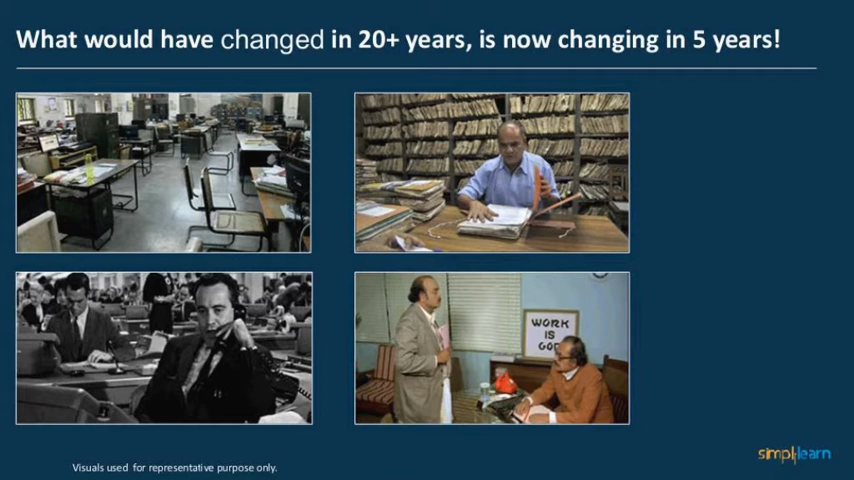 What would have changed in 20+ years, is now changing in 5 years!
WORK
IS
GOD
Visuals used for representative purpose only.
simplilearn